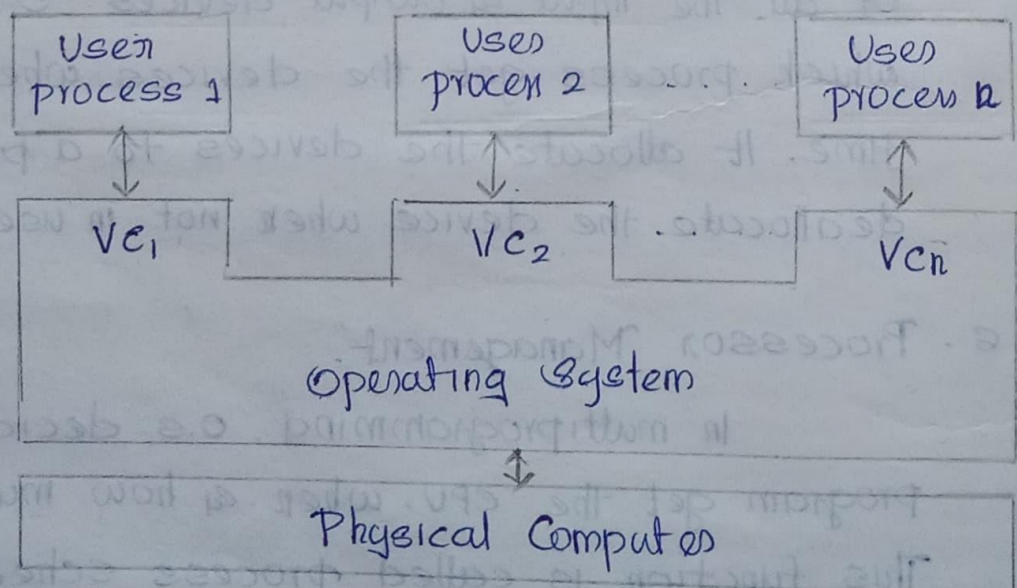 User
process 1
User
process 2
....
User
process n
VC1
VC2
...
VCn
Operating System
Physical Computer